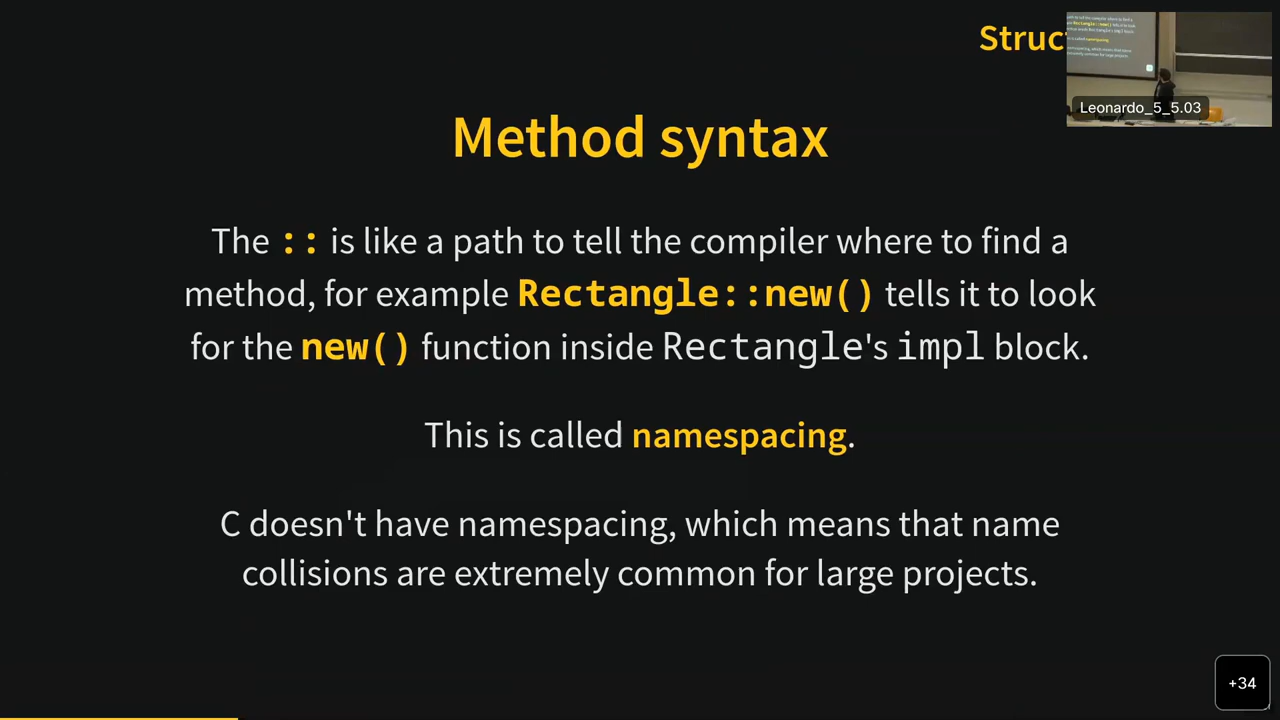 Struc
Leonardo_5_5.03
Method syntax
The :: is like a path to tell the compiler where to find a
method, for example Rectangle::new() tells it to look
for the new() function inside Rectangle's impl block.
This is called namespacing.
C doesn't have namespacing, which means that name
collisions are extremely common for large projects.
+34